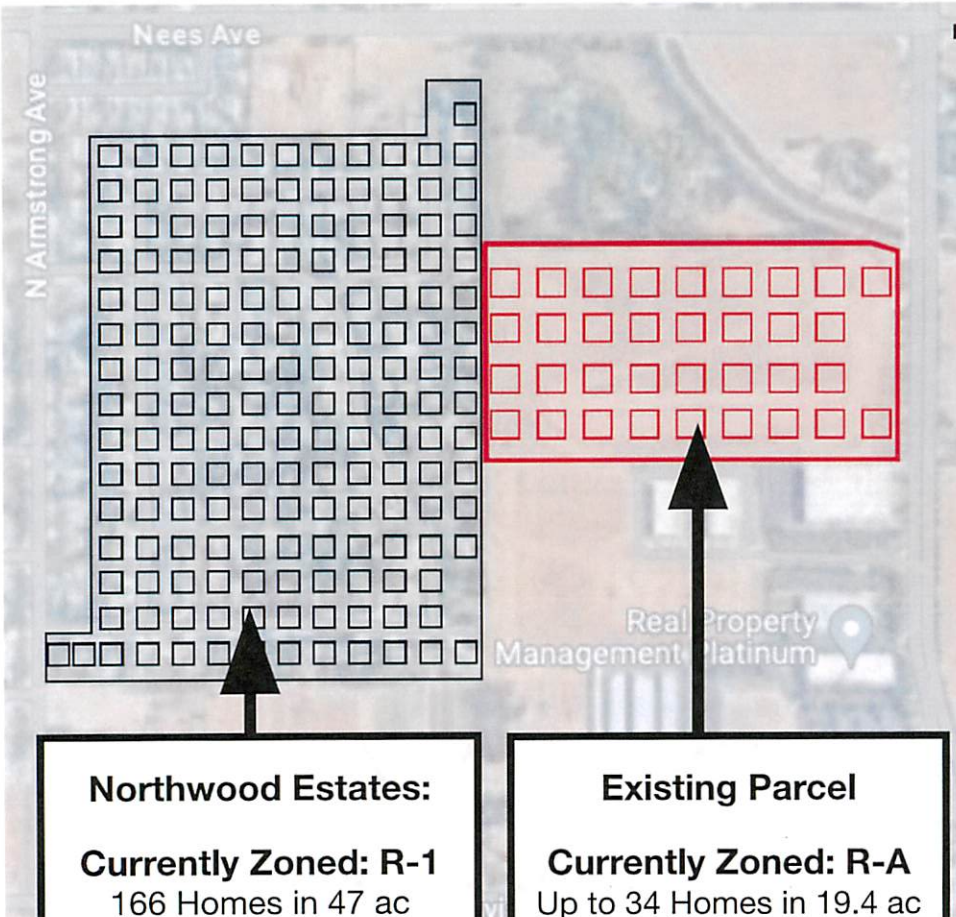 Nees Ave
N Armstrong Ave
Real Property
Management Platinum
Northwood Estates:
Currently Zoned: R-1
166 Homes in 47 ac
Existing Parcel
Currently Zoned: R-A
Up to 34 Homes in 19.4 ac